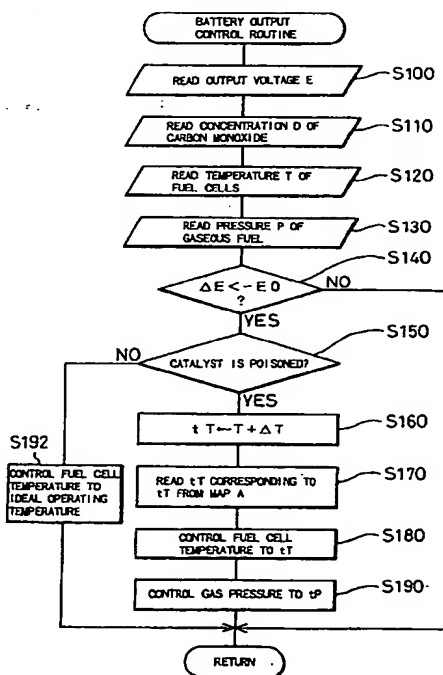 BATTERY OUTPUT
CONTROL ROUTINE
READ OUTPUT VOLTAGE E
S100
READ CONCENTRATION D OF
CARBON MONOXIDE
S110
READ TEMPERATURE T OF
FUEL CELLS
S120
READ PRESSURE P OF
GASEOUS FUEL
S130
ΔE<-E0
?
S140
NO
YES
CATALYST IS POISONED?
S150
NO
YES
tT←T+ΔT
S160
READ tT CORRESPONDING TO
tT FROM MAP A
S170
S192
CONTROL FUEL CELL
TEMPERATURE TO
IDEAL OPERATING
TEMPERATURE
CONTROL FUEL CELL
TEMPERATURE TO tT
S180
CONTROL GAS PRESSURE TO tP
S190
RETURN